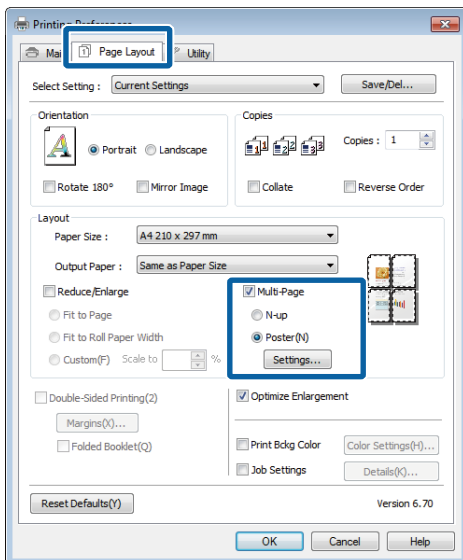 Printing Preferences
Main Page Layout Utility
Select Setting : Current Settings Save/Del...
Orientation Copies
Portrait Landscape Copies : 1
Rotate 180° Mirror Image Collate Reverse Order
Layout
Paper Size : A4 210 x 297 mm
Output Paper : Same as Paper Size
Reduce/Enlarge Multi-Page
Fit to Page N-up
Fit to Roll Paper Width Poster(N)
Custom(F) Scale to % Settings...
Double-Sided Printing(2) Optimize Enlargement
Margins(X)...
Folded Booklet(Q) Print Bckg Color Color Settings(H)...
Job Settings Details(K)...
Reset Defaults(Y) Version 6.70
OK Cancel Help